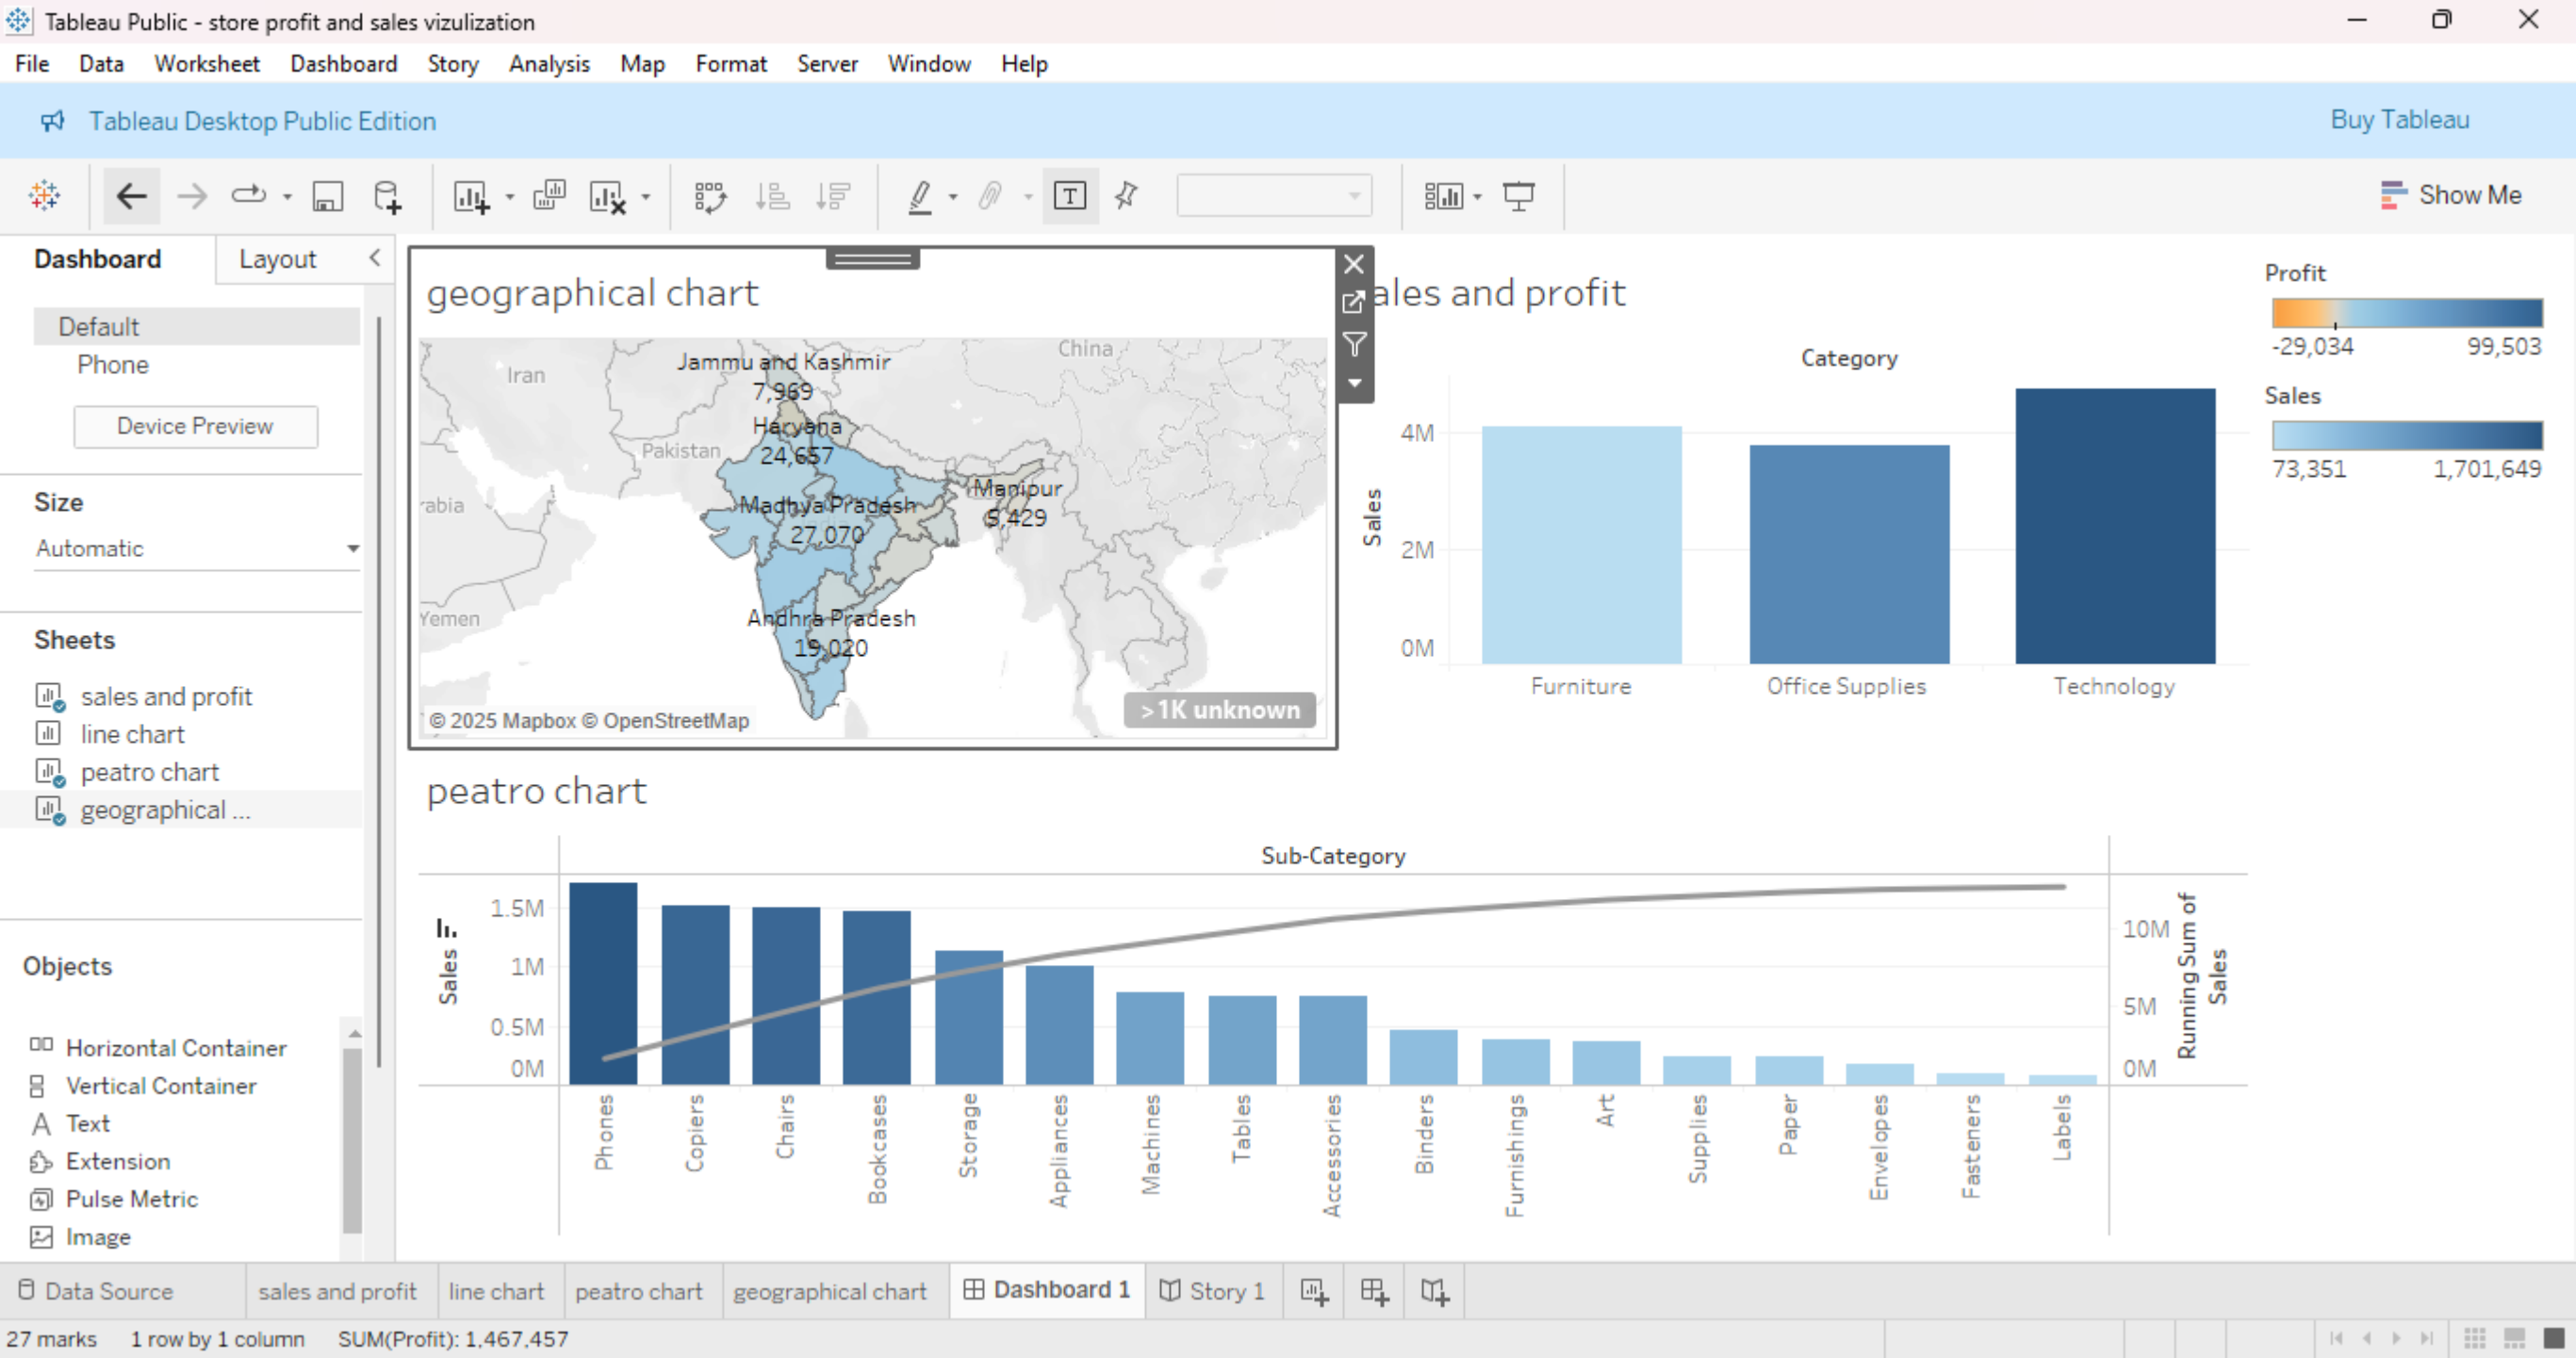 Tableau Public - store profit and sales vizulization
File Data Worksheet Dashboard Story Analysis Map Format Server Window Help
Tableau Desktop Public Edition
Buy Tableau
Show Me
Dashboard Layout
Default
Phone
Device Preview
Size
Automatic
Sheets
sales and profit
line chart
peatro chart
geographical ...
Objects
Horizontal Container
Vertical Container
Text
Extension
Pulse Metric
Image
geographical chart
China
Jammu and Kashmir
Iran
7,969
Haryana
Pakistan
24,657
Manipur
Madhya Pradesh
rabia
5,429
27,070
Yemen
Andhra Pradesh
19,020
© 2025 Mapbox © OpenStreetMap
>1K unknown
ales and profit
Category
Sales
4M
2M
0M
Furniture Office Supplies Technology
Profit
-29,034 99,503
Sales
73,351 1,701,649
peatro chart
Sub-Category
Sales
1.5M
1M
0.5M
0M
10M
5M
0M
Running Sum of
Sales
Phones
Copiers
Chairs
Bookcases
Storage
Appliances
Machines
Tables
Accessories
Binders
Furnishings
Art
Supplies
Paper
Envelopes
Fasteners
Labels
Data Source sales and profit line chart peatro chart geographical chart Dashboard 1 Story 1
27 marks 1 row by 1 column SUM(Profit): 1,467,457